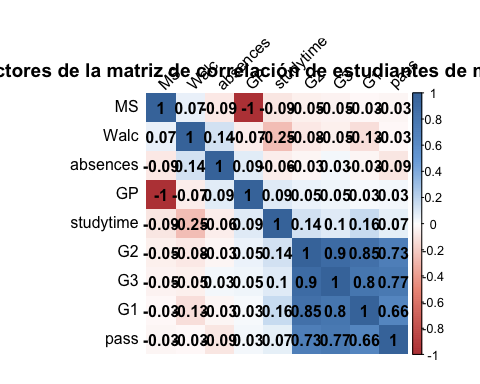 ctores de la matriz de correlación de estudiantes de m
MS Walc absences GP studytime G2 G3 G1 pass
MS 1 0.07 -0.09 -1 -0.09 -0.05 -0.05 -0.03 -0.03
Walc 0.07 1 0.14 -0.07 -0.25 -0.08 -0.05 -0.13 -0.03
absences -0.09 0.14 1 0.09 -0.06 -0.03 0.03 -0.03 -0.09
GP -1 -0.07 0.09 1 0.09 0.05 0.05 0.03 0.03
studytime -0.09 -0.25 -0.06 0.09 1 0.14 0.1 0.16 0.07
G2 -0.05 -0.08 -0.03 0.05 0.14 1 0.9 0.85 0.73
G3 -0.05 -0.05 0.03 0.05 0.1 0.9 1 0.8 0.77
G1 -0.03 -0.13 -0.03 0.03 0.16 0.85 0.8 1 0.66
pass -0.03 -0.03 -0.09 0.03 0.07 0.73 0.77 0.66 1
1
0.8
0.6
0.4
0.2
0
-0.2
-0.4
-0.6
-0.8
-1